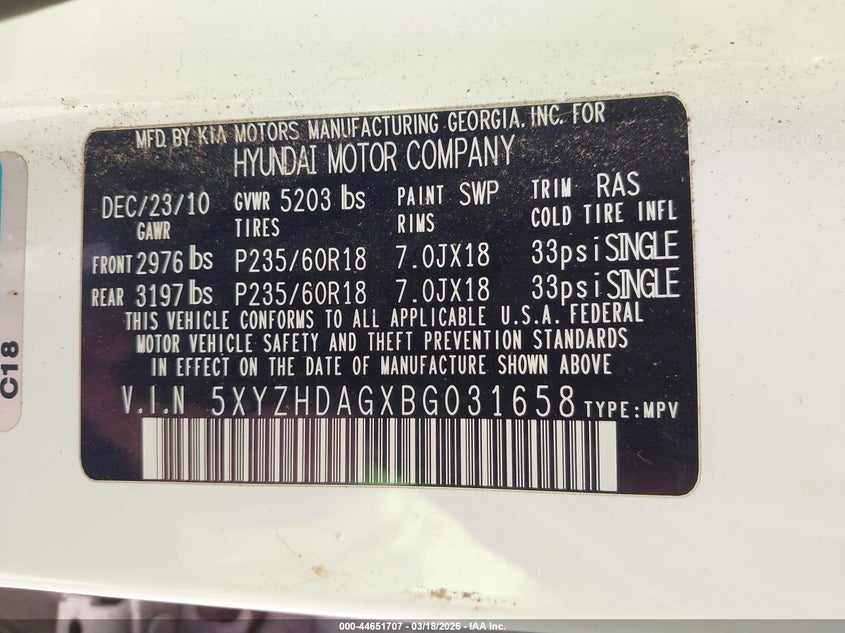 MFD. BY KIA MOTORS MANUFACTURING GEORGIA, INC. FOR
HYUNDAI MOTOR COMPANY
DEC/23/10 GVWR 5203 lbs PAINT SWP TRIM RAS
GAWR TIRES RIMS COLD TIRE INFL
FRONT 2976 lbs P235/60R18 7.0JX18 33psi SINGLE
REAR 3197 lbs P235/60R18 7.0JX18 33psi SINGLE
THIS VEHICLE CONFORMS TO ALL APPLICABLE U.S.A. FEDERAL
MOTOR VEHICLE SAFETY AND THEFT PREVENTION STANDARDS
IN EFFECT ON THE DATE OF MANUFACTURE SHOWN ABOVE
V.I.N 5XYZHDAGXBG031658 TYPE:MPV
C18
000-44651707 - 03/18/2026 - IAA Inc.